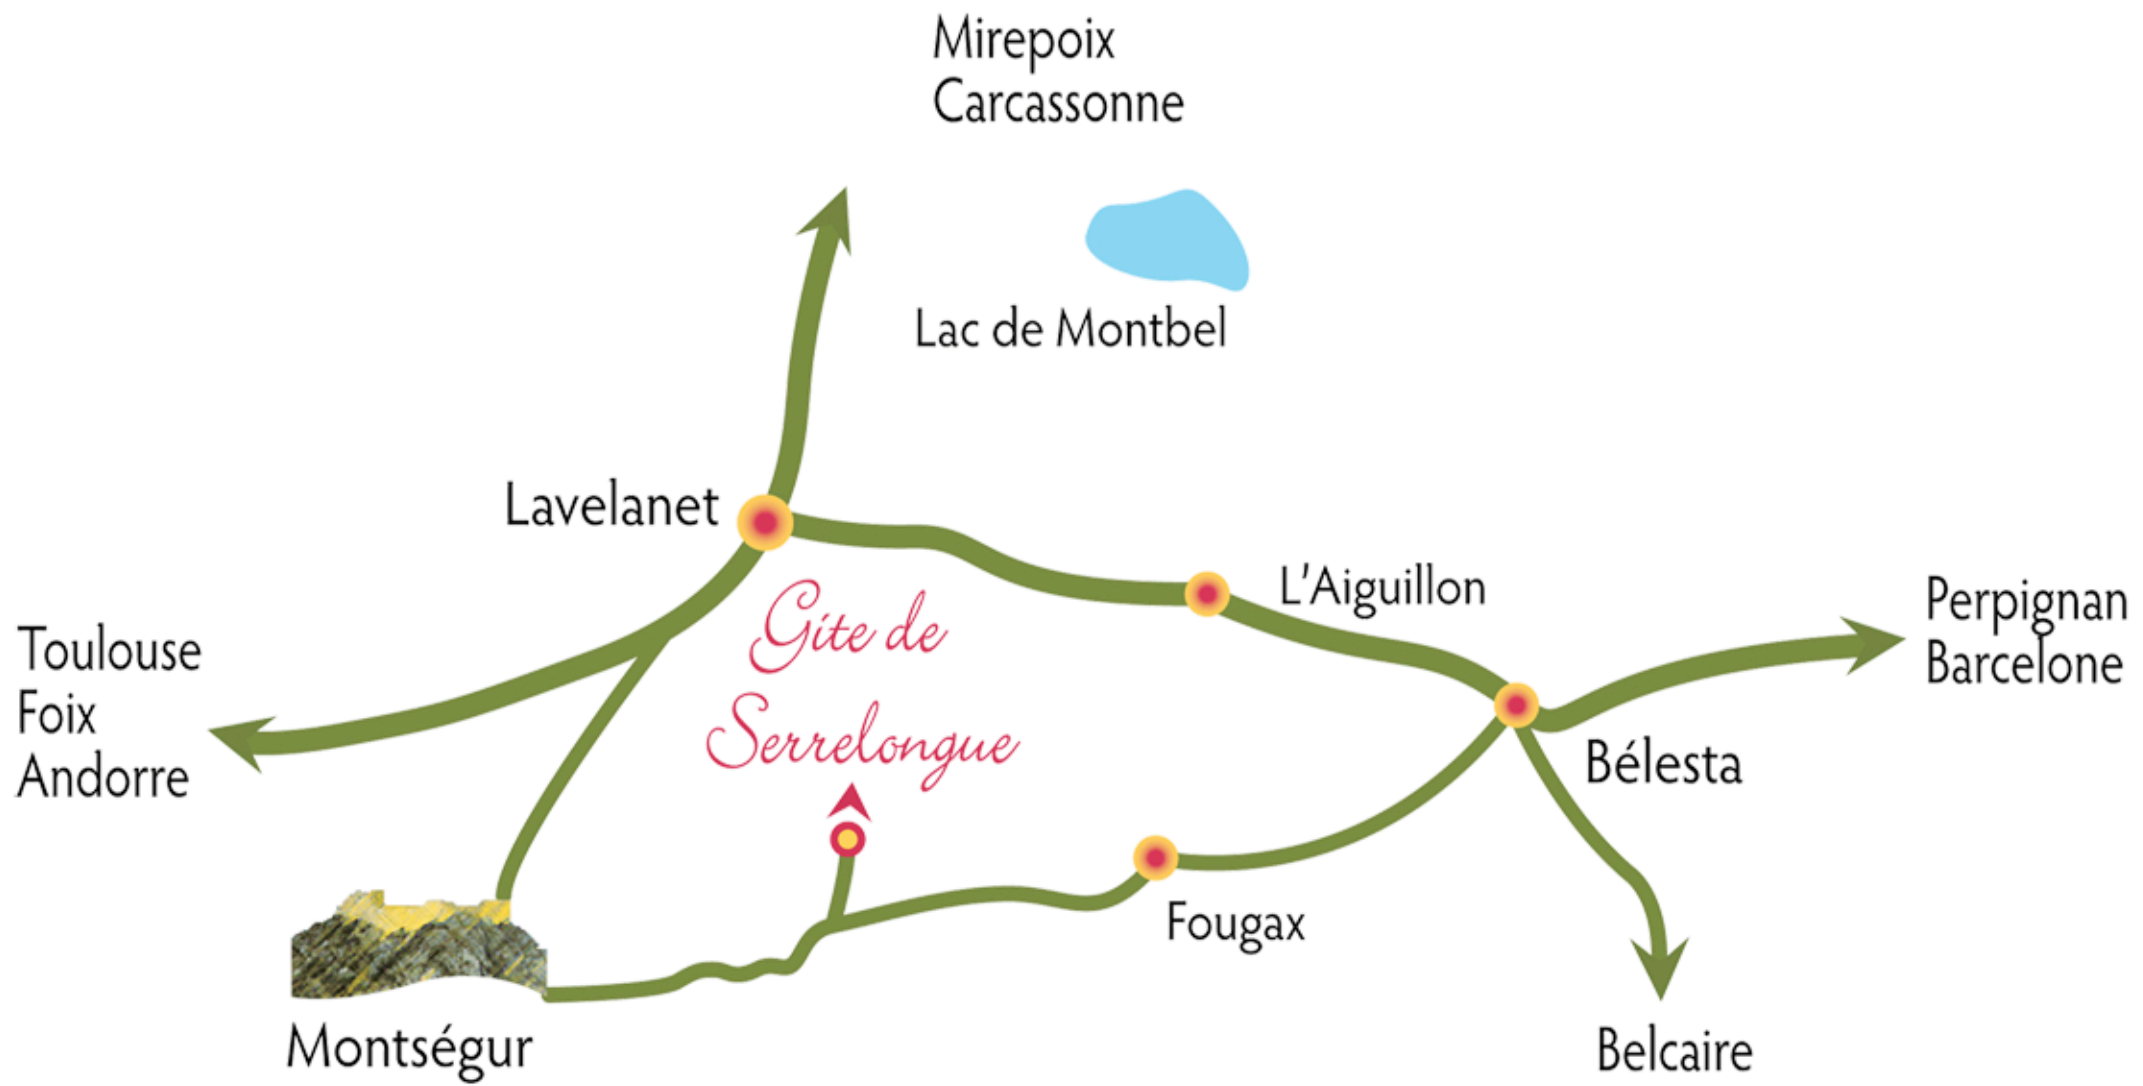 Mirepoix
Carcassonne
Lac de Montbel
Lavelanet
L'Aiguillon
Gîte de
Serrelongue
Toulouse
Foix
Andorre
Perpignan
Barcelone
Bélesta
Fougax
Montségur
Belcaire